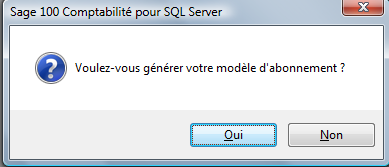 Sage 100 Comptabilité pour SQL Server
Voulez-vous générer votre modèle d'abonnement ?
Oui
Non